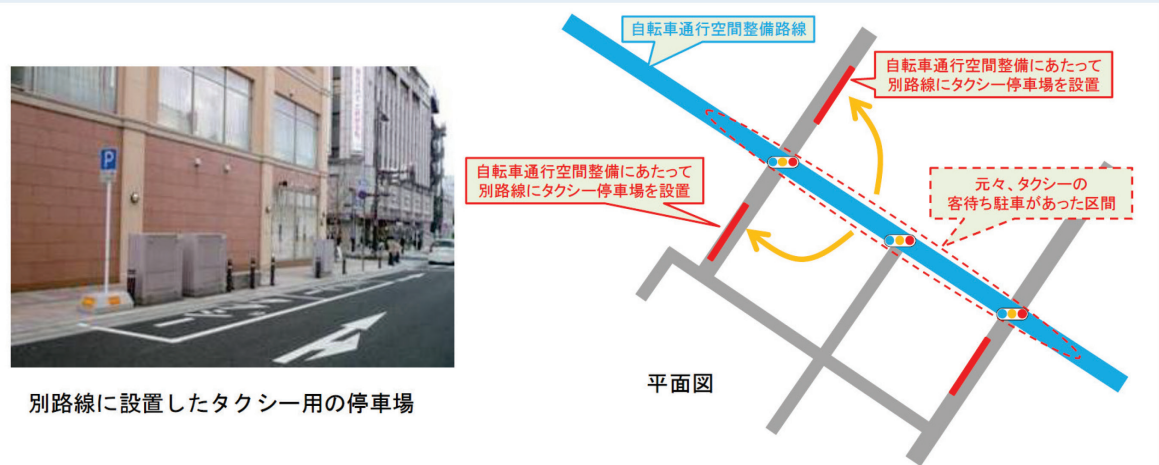 自転車通行空間整備路線
自転車通行空間整備にあたって
別路線にタクシー停車場を設置
自転車通行空間整備にあたって
別路線にタクシー停車場を設置
元々、タクシーの
客待ち駐車があった区間
P
平面図
別路線に設置したタクシー用の停車場